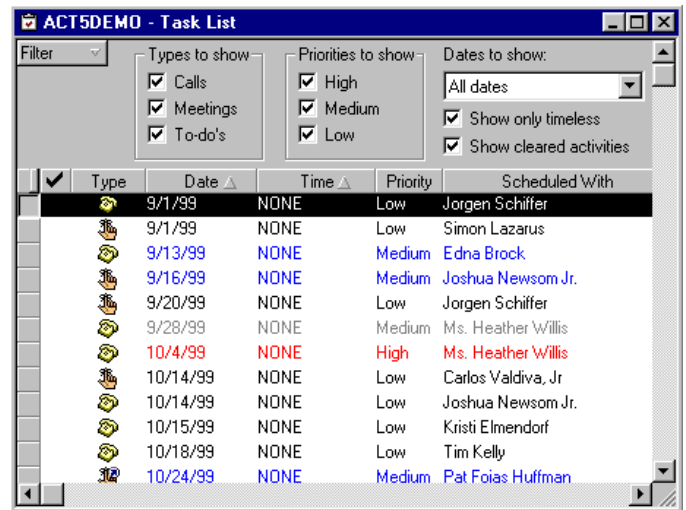 ACT5DEMO - Task List
Filter
Types to show
Priorities to show
Dates to show:
Calls
High
All dates
Meetings
Medium
Show only timeless
To-do's
Low
Show cleared activities
Type Date Time Priority Scheduled With
9/1/99 NONE Low Jorgen Schiffer
9/1/99 NONE Low Simon Lazarus
9/13/99 NONE Medium Edna Brock
9/16/99 NONE Medium Joshua Newsom Jr.
9/20/99 NONE Low Jorgen Schiffer
9/28/99 NONE Medium Ms. Heather Willis
10/4/99 NONE High Ms. Heather Willis
10/14/99 NONE Low Carlos Valdiva, Jr
10/14/99 NONE Low Joshua Newsom Jr.
10/15/99 NONE Low Kristi Elmendorf
10/18/99 NONE Low Tim Kelly
10/24/99 NONE Medium Pat Foias Huffman